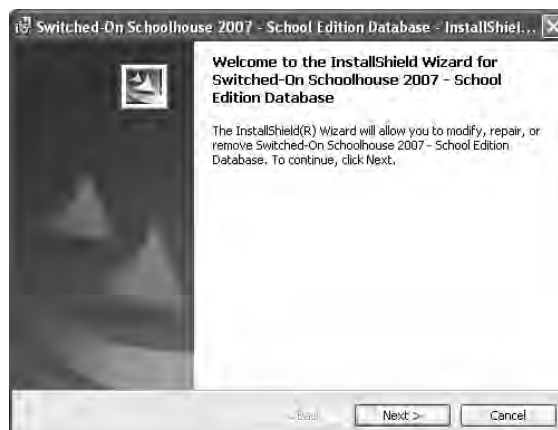 Switched-On Schoolhouse 2007 - School Edition Database - InstallShiel...
Welcome to the InstallShield Wizard for
Switched-On Schoolhouse 2007 - School
Edition Database
The InstallShield(R) Wizard will allow you to modify, repair, or
remove Switched-On Schoolhouse 2007 - School Edition
Database. To continue, click Next.
< Back
Next >
Cancel